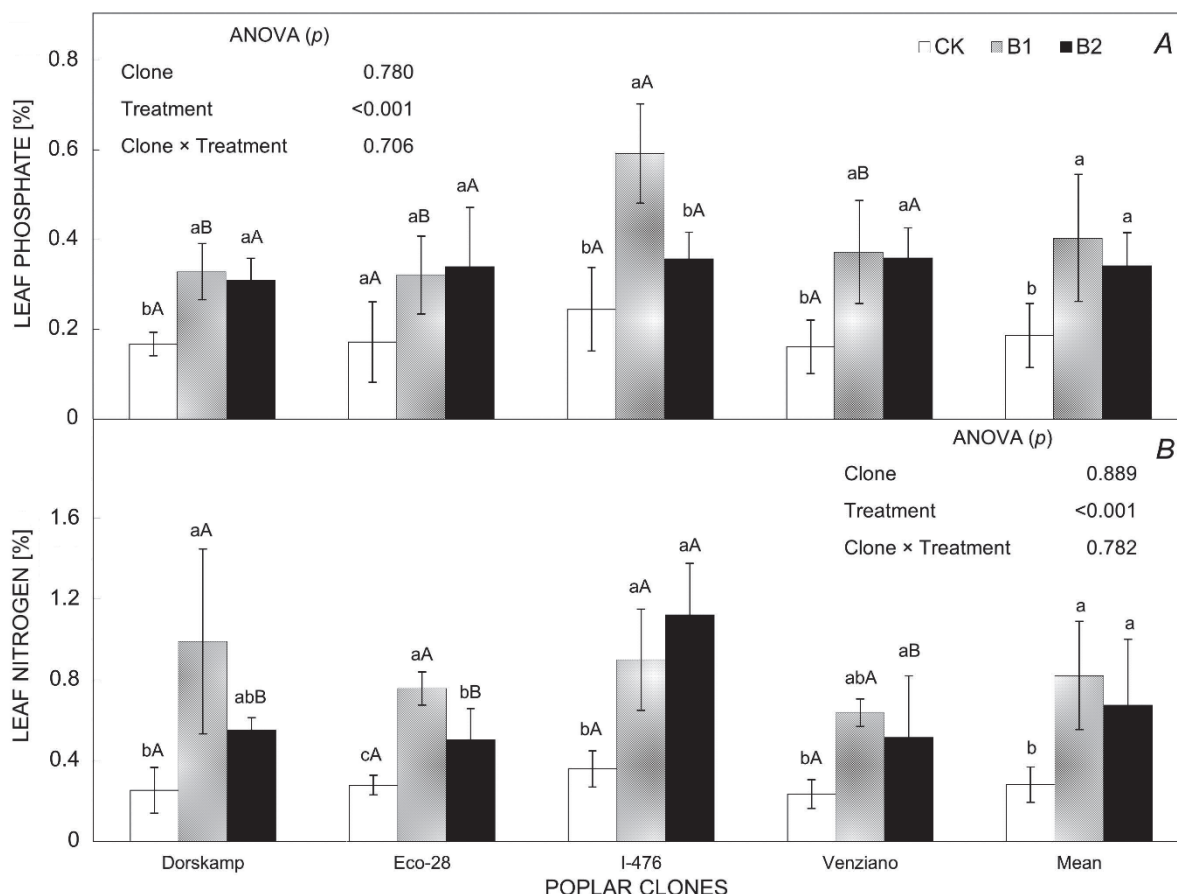 ANOVA (p)
CK B1 B2
A
Clone 0.780
Treatment <0.001
Clone × Treatment 0.706
LEAF PHOSPHATE [%]
0.8
0.6
0.4
0.2
0
bA aB aA
aA aB aA
bA aA bA
bA aB aA
b a a
ANOVA (p)
B
Clone 0.889
Treatment <0.001
Clone × Treatment 0.782
LEAF NITROGEN [%]
1.6
1.2
0.8
0.4
0
bA aA abB
cA aA bB
bA aA aA
bA abA aB
b a a
Dorskamp Eco-28 I-476 Venziano Mean
POPLAR CLONES